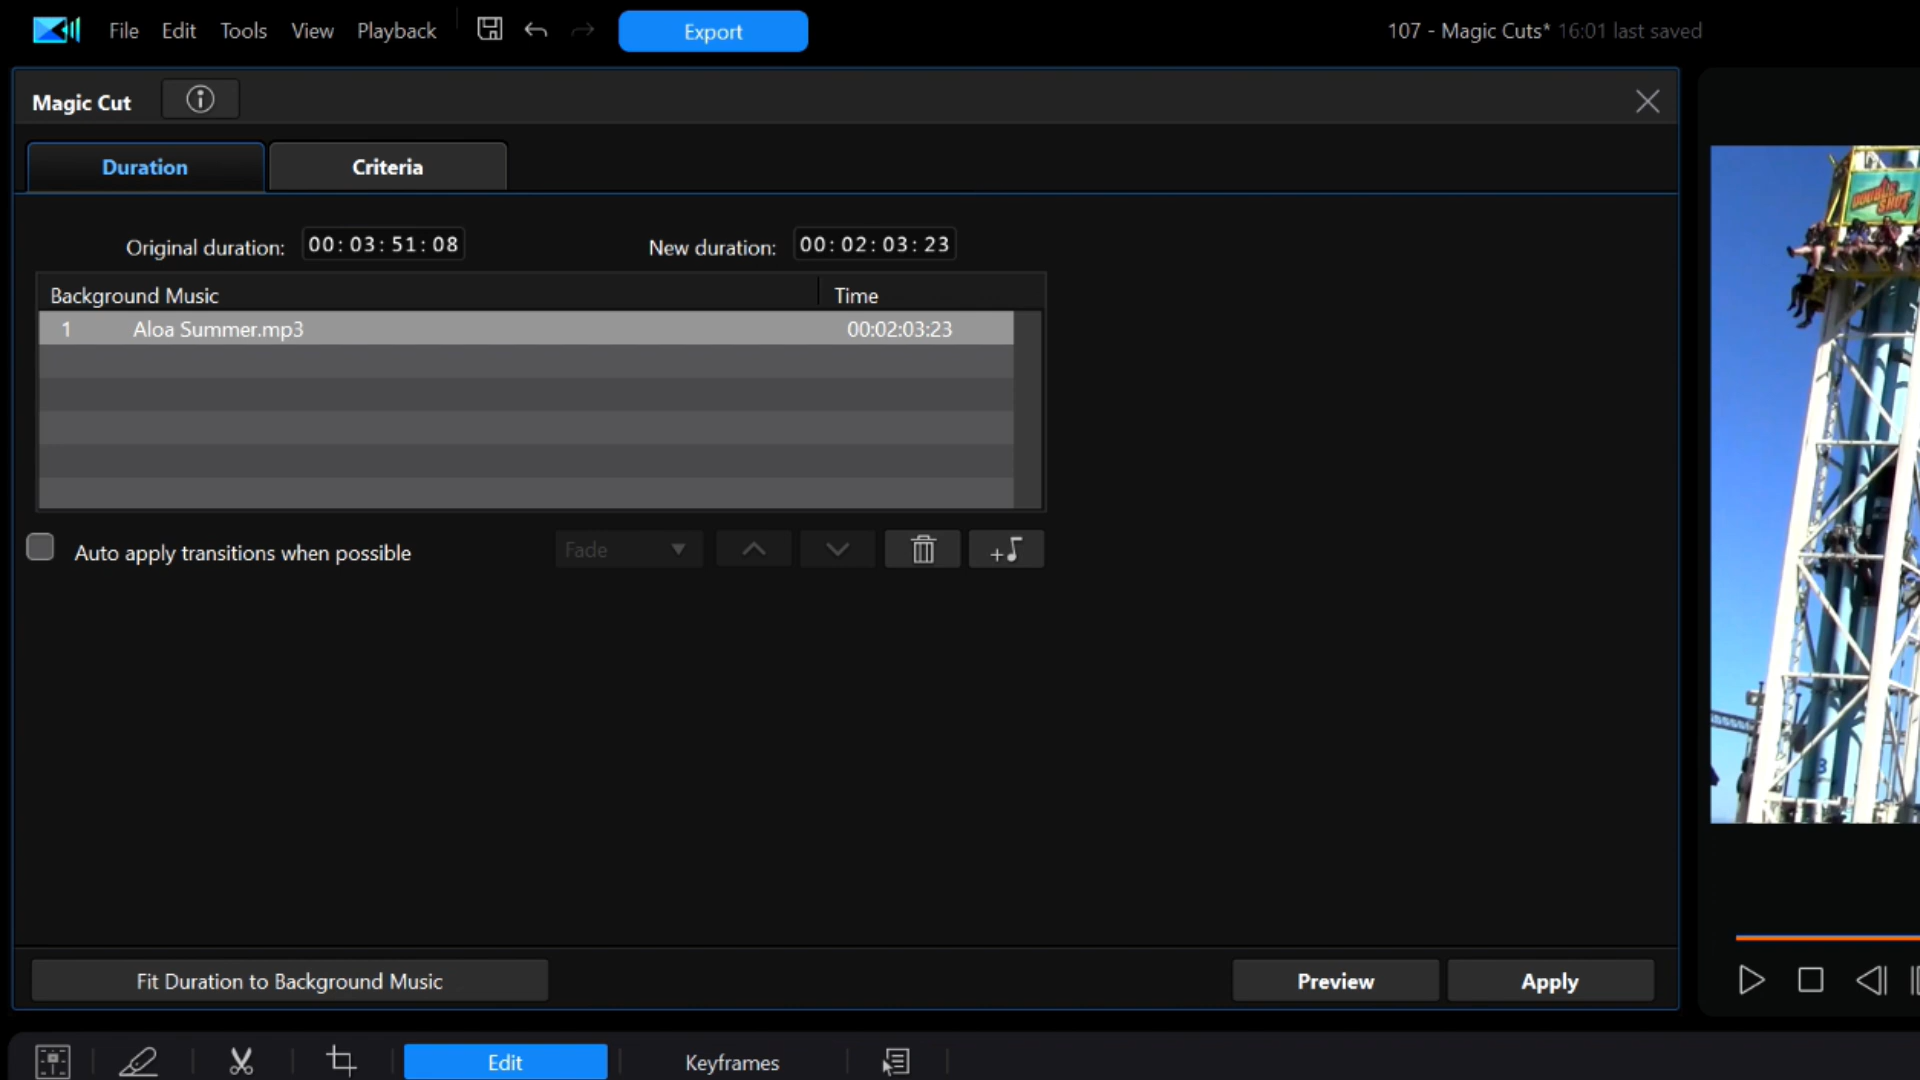 File Edit Tools View Playback Export 107 - Magic Cuts* 16:01 last saved
Magic Cut
Duration Criteria
Original duration: 00:03:51:08 New duration: 00:02:03:23
Background Music Time
1 Aloa Summer.mp3 00:02:03:23
Auto apply transitions when possible Fade
Fit Duration to Background Music Preview Apply
Edit Keyframes
DOUBLE SHOT